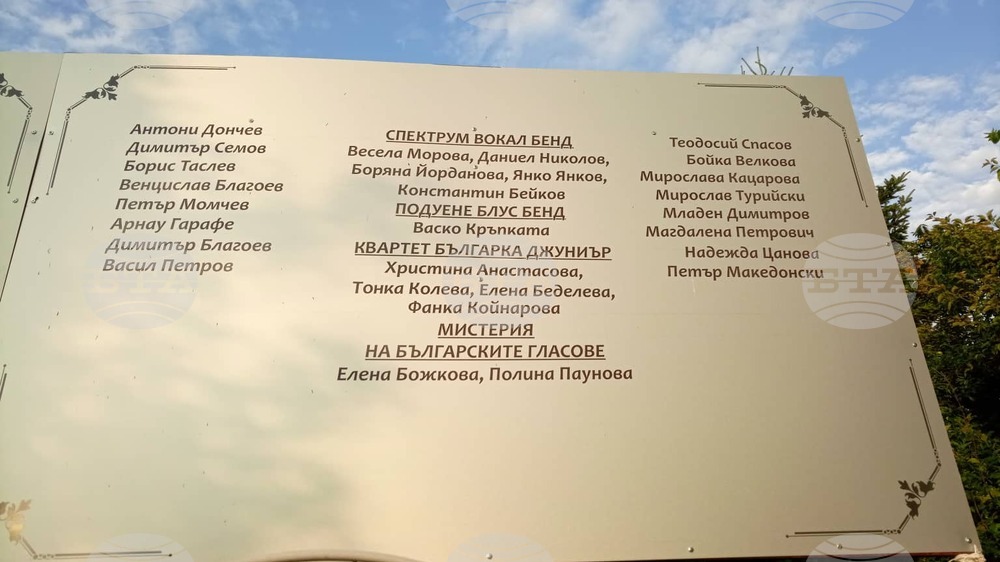 Антони Дончев
Димитър Семов
Борис Таслев
Венцислав Благоев
Петър Момчев
Арнау Гарафе
Димитър Благоев
Васил Петров
СПЕКТРУМ ВОКАЛ БЕНД
Весела Морова, Даниел Николов,
Боряна Йорданова, Янко Янков,
Константин Бейков
ПОДУЕНЕ БЛУС БЕНД
Васко Кръпката
КВАРТЕТ БЪЛГАРКА ДЖУНИЪР
Христина Анастасова,
Тонка Колева, Елена Беделева,
Фанка Койнарова
МИСТЕРИЯ
НА БЪЛГАРСКИТЕ ГЛАСОВЕ
Елена Божкова, Полина Паунова
Теодосий Спасов
Бойка Велкова
Мирослава Кацарова
Мирослав Турийски
Младен Димитров
Магдалена Петрович
Надежда Цанова
Петър Македонски
БТА
БТА